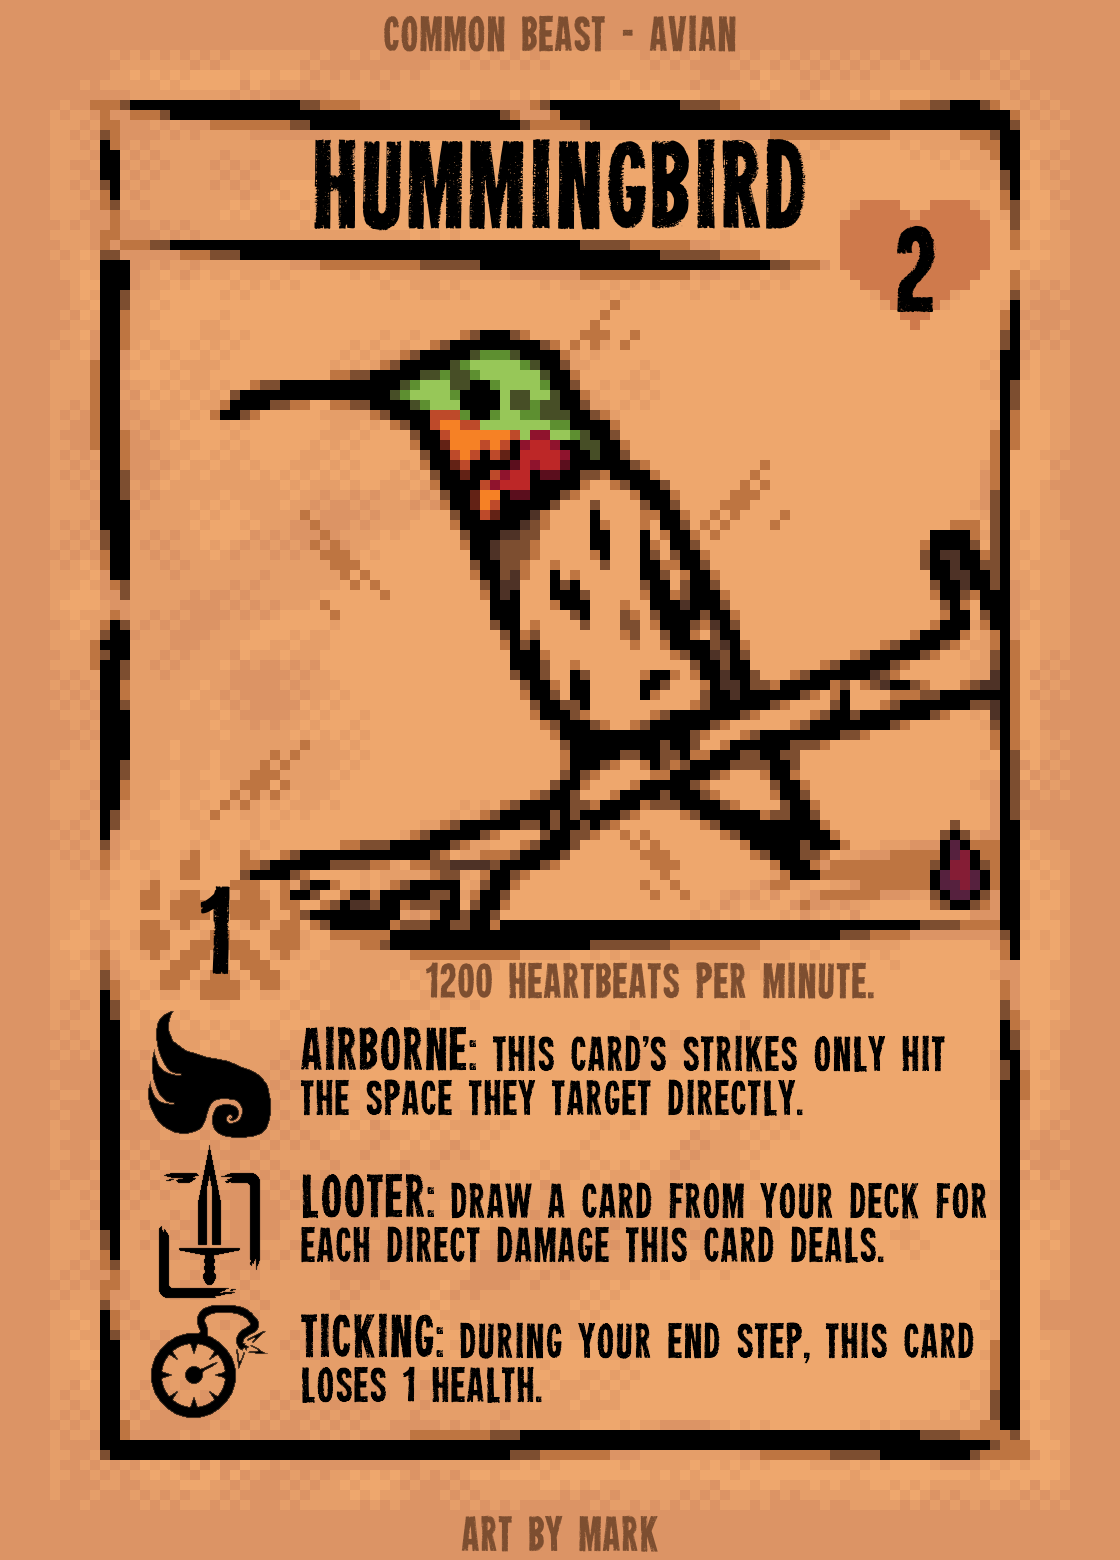 COMMON BEAST - AVIAN
HUMMINGBIRD
2
1
1200 HEARTBEATS PER MINUTE.
AIRBORNE: THIS CARD'S STRIKES ONLY HIT
THE SPACE THEY TARGET DIRECTLY.
LOOTER: DRAW A CARD FROM YOUR DECK FOR
EACH DIRECT DAMAGE THIS CARD DEALS.
TICKING: DURING YOUR END STEP, THIS CARD
LOSES 1 HEALTH.
ART BY MARK